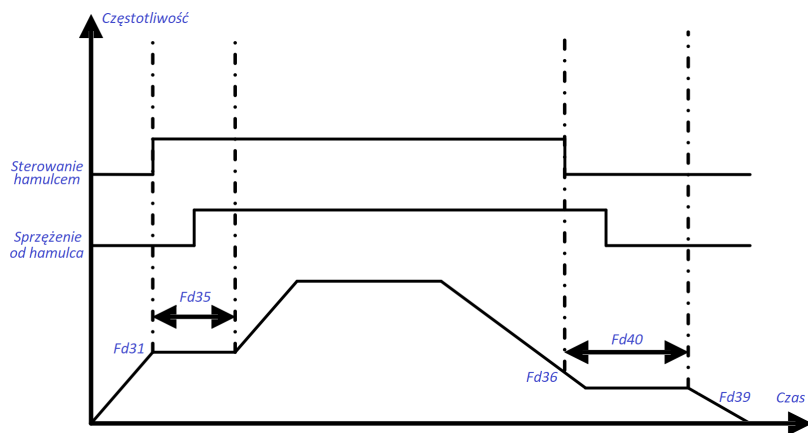 Częstotliwość
Sterowanie
hamulcem
Sprzężenie
od hamulca
Fd35
Fd31
Fd40
Fd36
Fd39
Czas